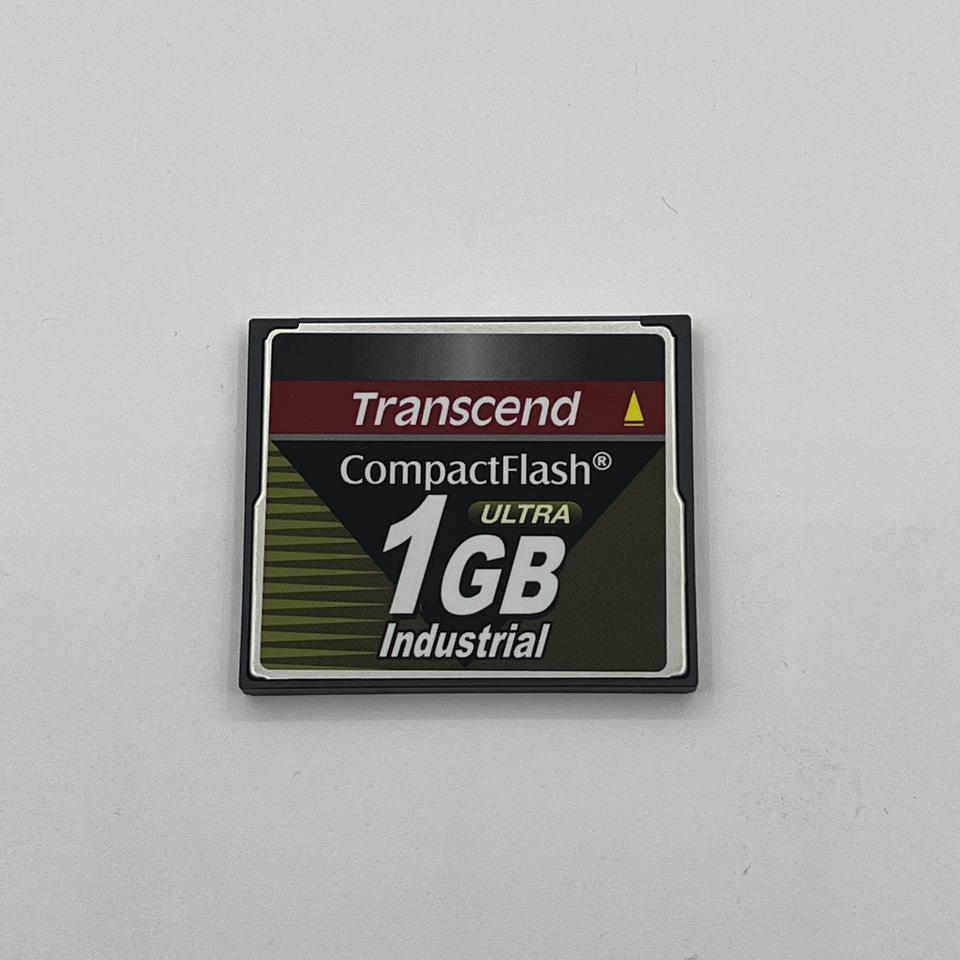 Transcend
CompactFlash®
ULTRA
1GB
Industrial